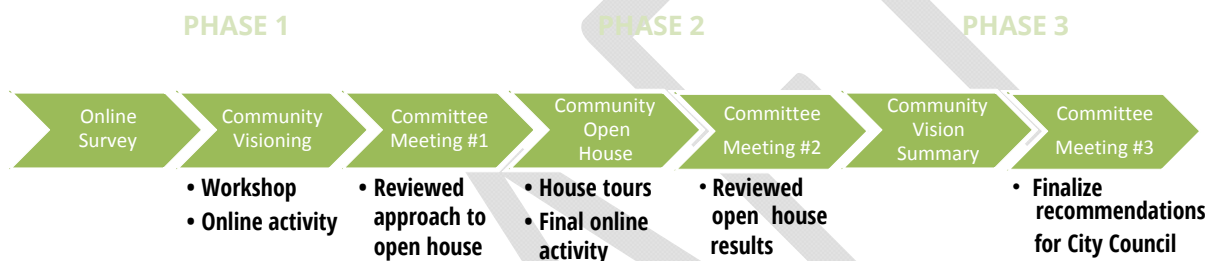 PHASE 1
PHASE 2
PHASE 3
Online
Survey
Community
Visioning
Committee
Meeting #1
Community
Open
House
Committee
Meeting #2
Community
Vision
Summary
Committee
Meeting #3
• Workshop
• Online activity
• Reviewed
approach to
open house
• House tours
• Final online
activity
• Reviewed
open house
results
• Finalize
recommendations
for City Council